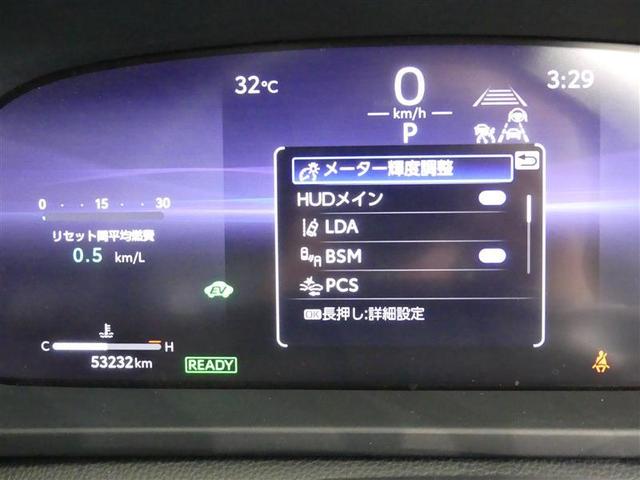 32℃
0
3:29
km/h
P
メーター輝度調整
HUDメイン
LDA
BSM
PCS
OK長押し:詳細設定
0 · 15 · 30
リセット間平均燃費
0.5 km/L
EV
C H
53232km
READY